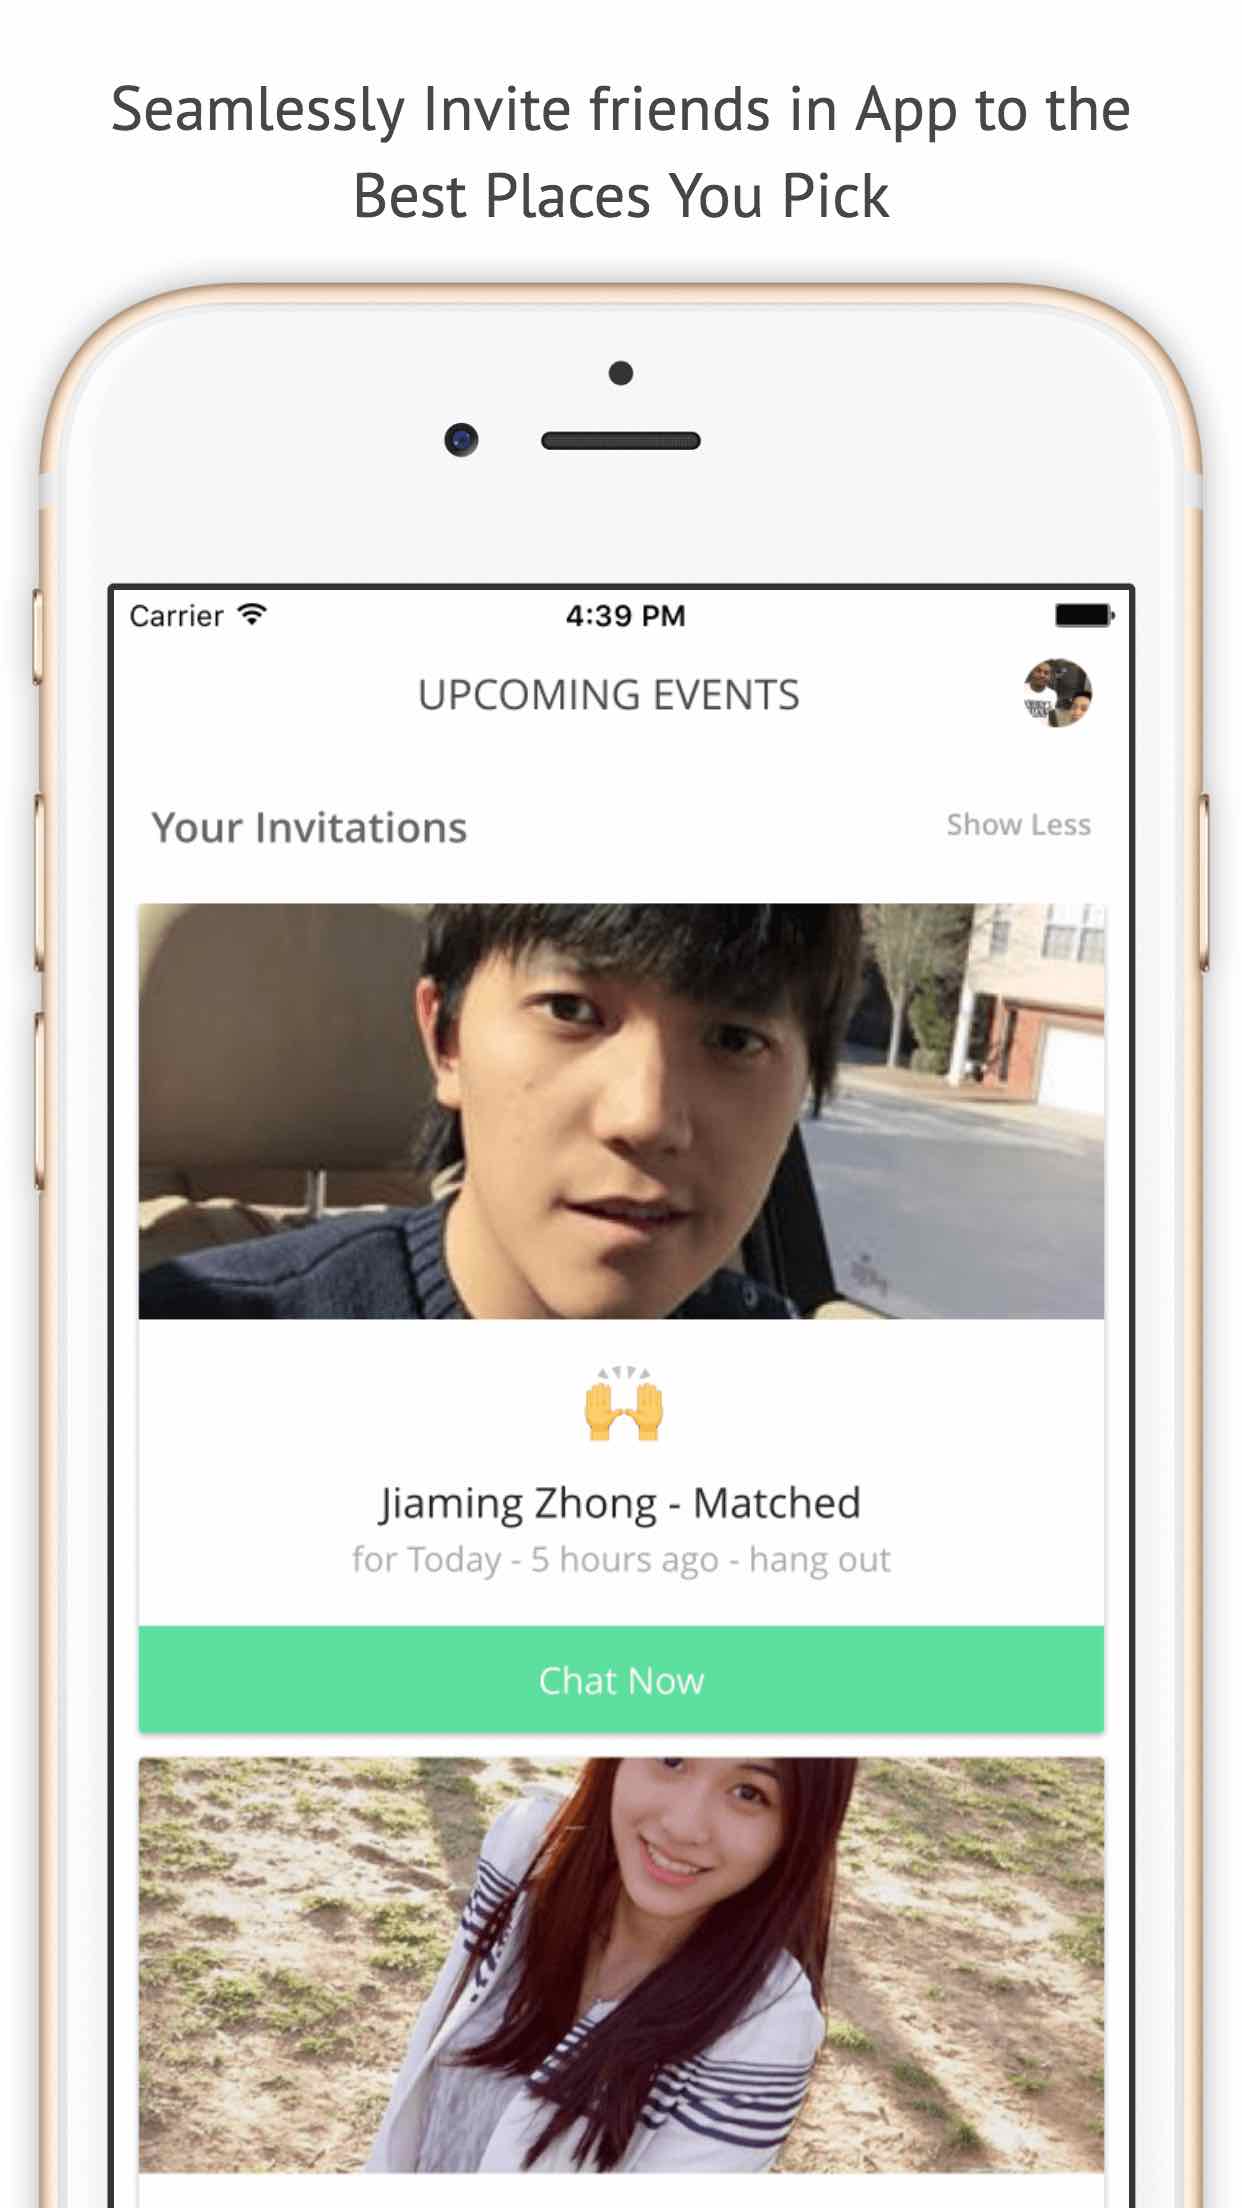 Seamlessly Invite friends in App to the
Best Places You Pick
Carrier 4:39 PM
UPCOMING EVENTS
Your Invitations Show Less
Jiaming Zhong - Matched
for Today - 5 hours ago - hang out
Chat Now